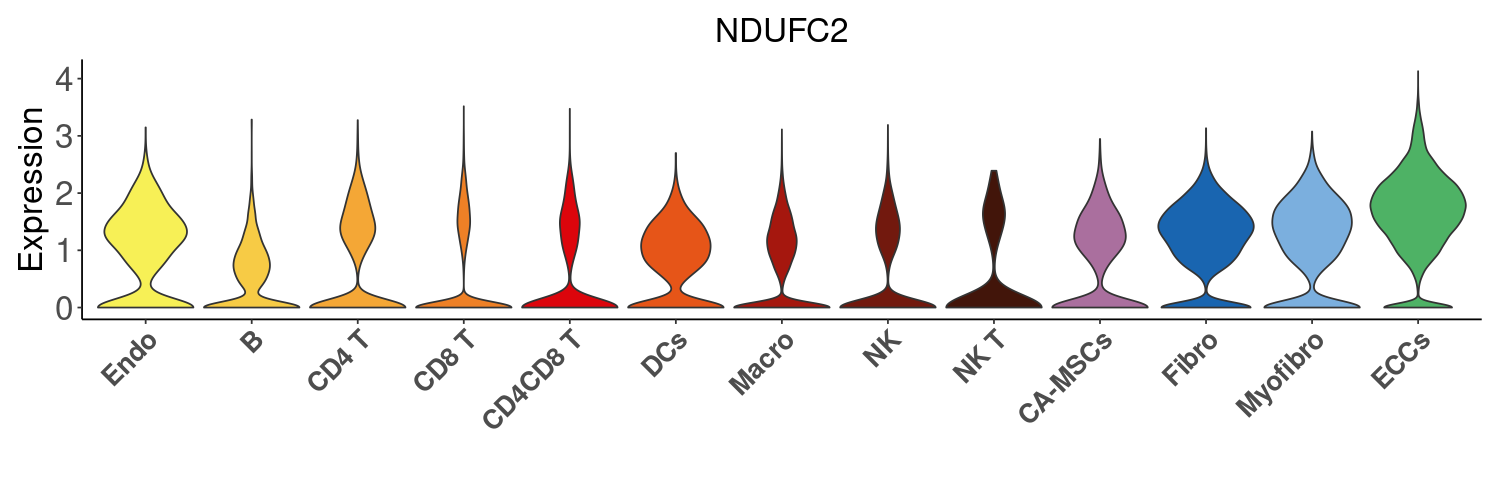 NDUFC2
Expression
4
3
2
1
0
Endo
B
CD4 T
CD8 T
CD4CD8 T
DCs
Macro
NK
NK T
CA-MSCs
Fibro
Myofibro
ECCs